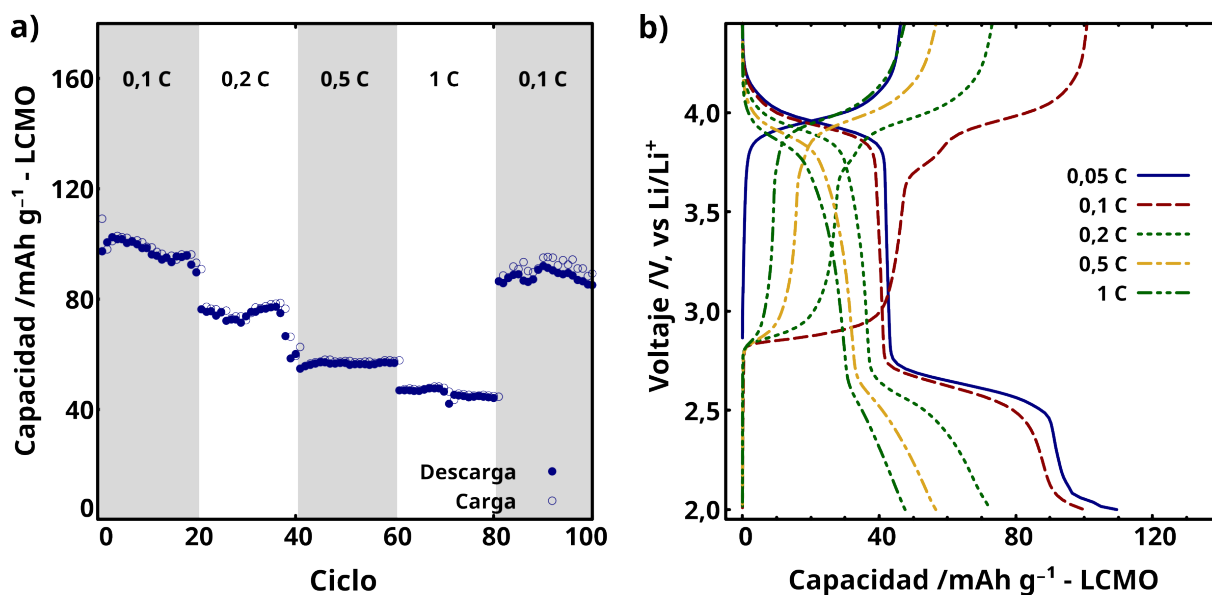 a)
Capacidad /mAh g⁻¹ - LCMO
160
120
80
40
0
0,1 C
0,2 C
0,5 C
1 C
0,1 C
Descarga
Carga
0
20
40
60
80
100
Ciclo
b)
Voltaje /V, vs Li/Li⁺
4,0
3,5
3,0
2,5
2,0
0,05 C
0,1 C
0,2 C
0,5 C
1 C
0
40
80
120
Capacidad /mAh g⁻¹ - LCMO